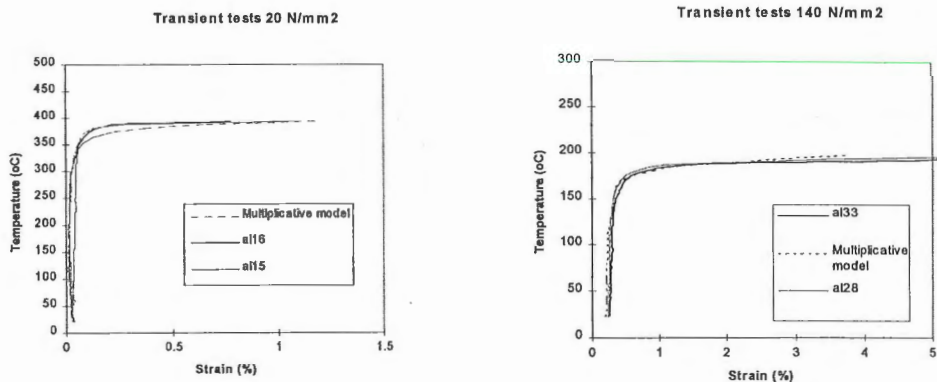 Transient tests 20 N/mm2
500
450
400
350
300
250
200
150
100
50
0
Temperature (oC)
0
0.5
1
1.5
Strain (%)
Multiplicative model
al16
al15
Transient tests 140 N/mm2
300
250
200
150
100
50
0
Temperature (oC)
0
1
2
3
4
5
Strain (%)
al33
Multiplicative
model
al28